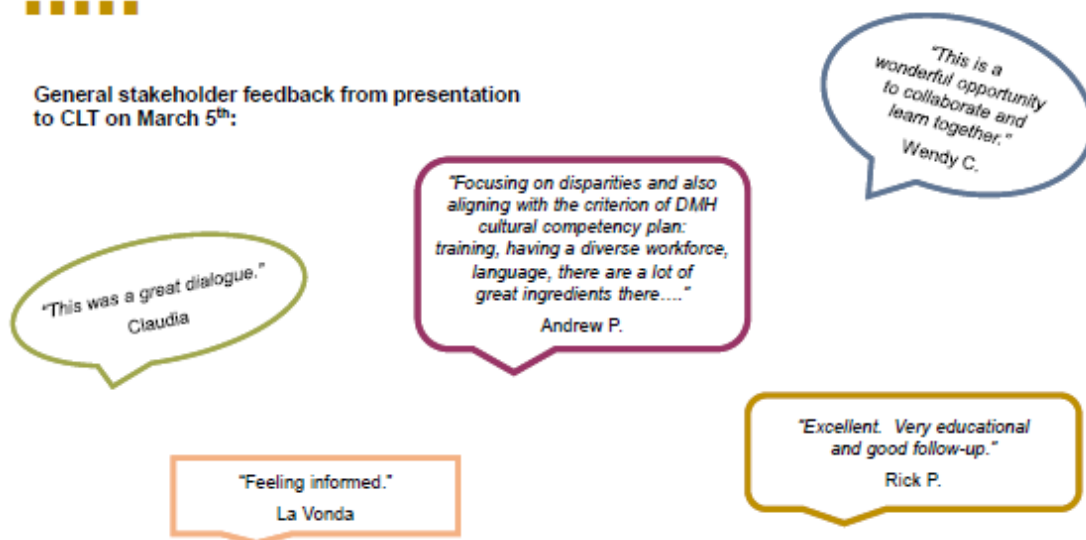 General stakeholder feedback from presentation
to CLT on March 5th:
"This is a
wonderful opportunity
to collaborate and
learn together."
Wendy C.
"Focusing on disparities and also
aligning with the criterion of DMH
cultural competency plan:
training, having a diverse workforce,
language, there are a lot of
great ingredients there…."
Andrew P.
"This was a great dialogue."
Claudia
"Excellent.  Very educational
and good follow-up."
Rick P.
"Feeling informed."
La Vonda